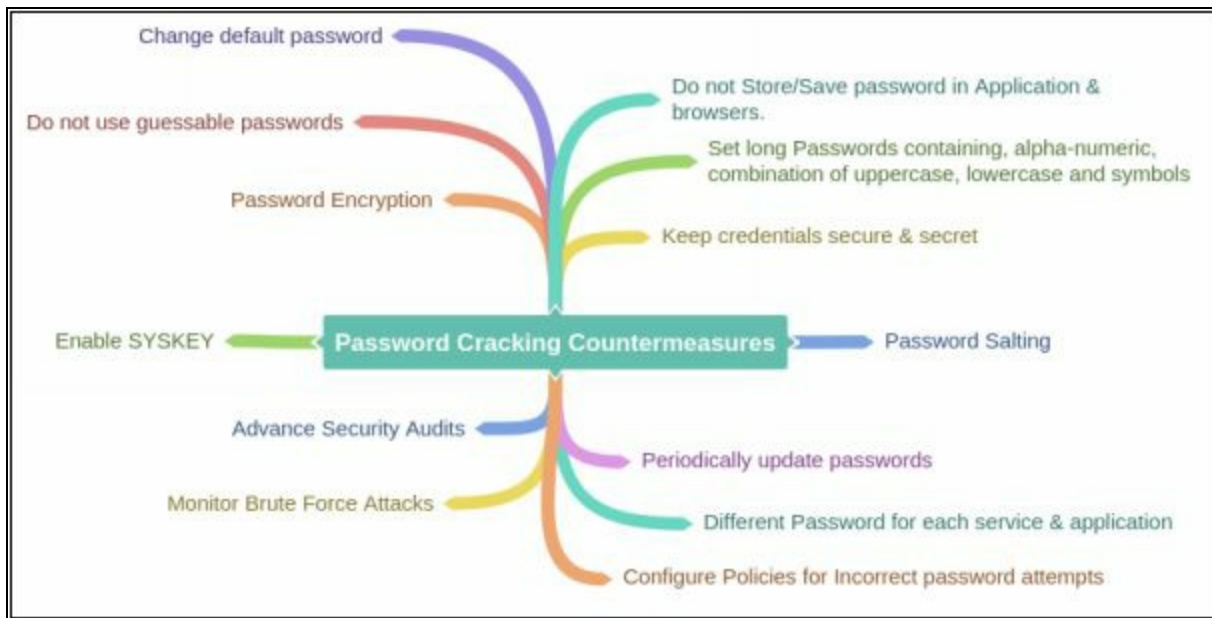 Change default password
Do not use guessable passwords
Password Encryption
Enable SYSKEY
Advance Security Audits
Monitor Brute Force Attacks
Password Cracking Countermeasures
Do not Store/Save password in Application &
browsers.
Set long Passwords containing, alpha-numeric,
combination of uppercase, lowercase and symbols
Keep credentials secure & secret
Password Salting
Periodically update passwords
Different Password for each service & application
Configure Policies for Incorrect password attempts